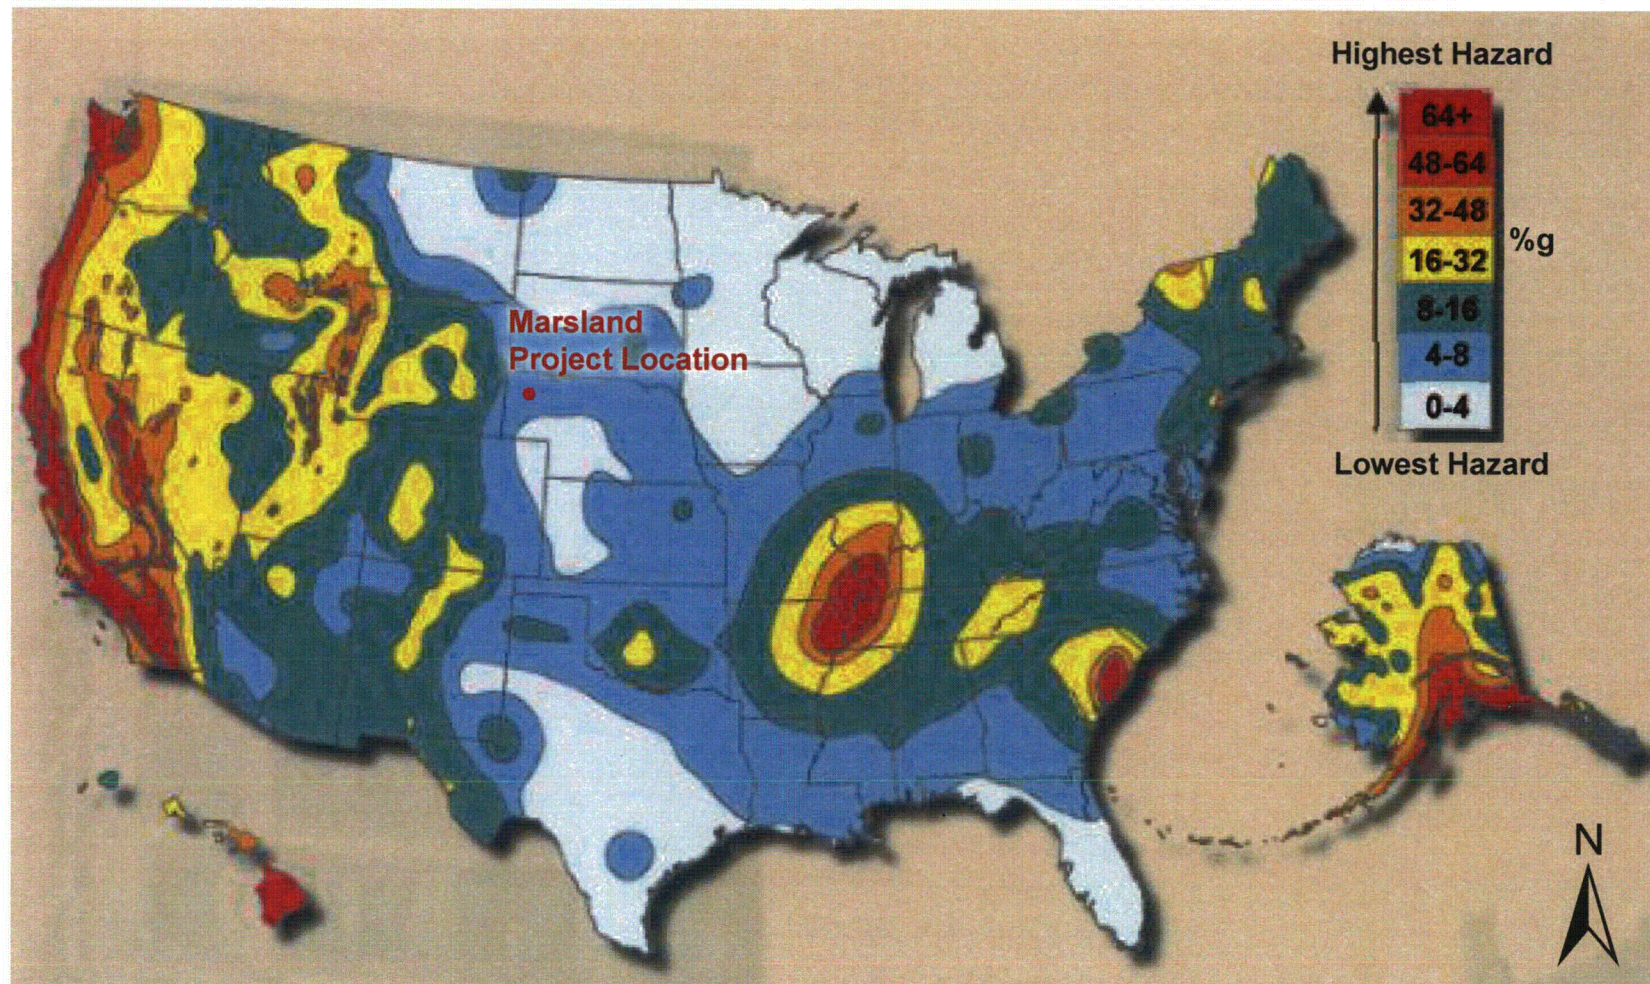 Highest Hazard
64+
48-64
32-48
%g
16-32
8-16
4-8
0-4
Lowest Hazard
Marsland
Project Location
N